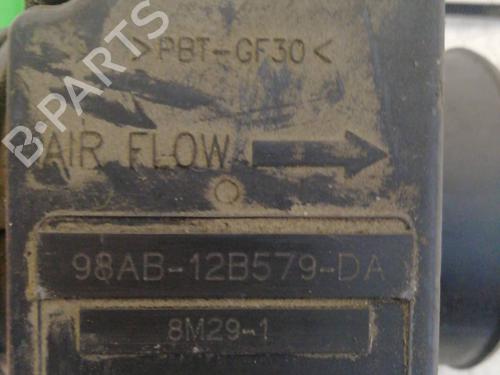 >PBT-GF30<
AIR FLOW
98AB-12B579-DA
8M29-1
B-PARTS